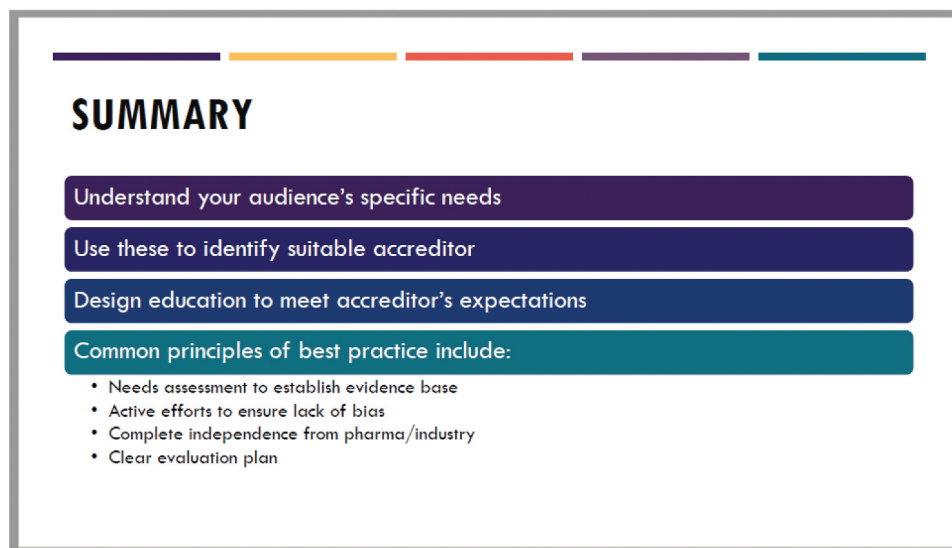 SUMMARY
Understand your audience's specific needs
Use these to identify suitable accreditor
Design education to meet accreditor's expectations
Common principles of best practice include:
• Needs assessment to establish evidence base
• Active efforts to ensure lack of bias
• Complete independence from pharma/industry
• Clear evaluation plan